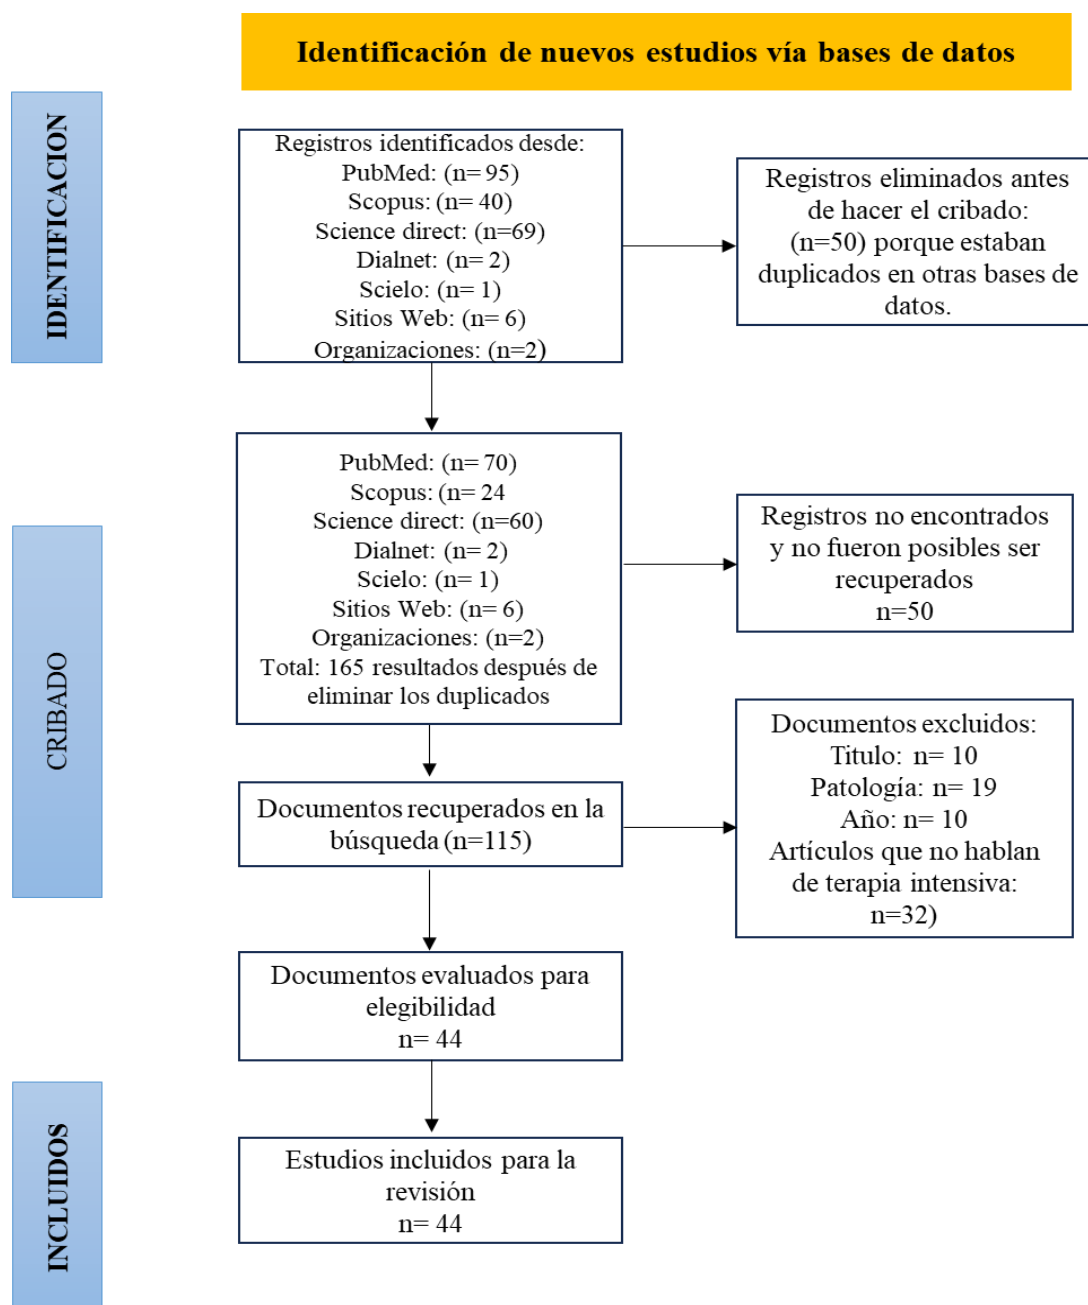 Identificación de nuevos estudios vía bases de datos
IDENTIFICACION
Registros identificados desde:
PubMed: (n= 95)
Scopus: (n= 40)
Science direct: (n=69)
Dialnet: (n= 2)
Scielo: (n= 1)
Sitios Web: (n= 6)
Organizaciones: (n=2)
Registros eliminados antes
de hacer el cribado:
(n=50) porque estaban
duplicados en otras bases de
datos.
CRIBADO
PubMed: (n= 70)
Scopus: (n= 24
Science direct: (n=60)
Dialnet: (n= 2)
Scielo: (n= 1)
Sitios Web: (n= 6)
Organizaciones: (n=2)
Total: 165 resultados después de
eliminar los duplicados
Registros no encontrados
y no fueron posibles ser
recuperados
n=50
Documentos recuperados en la
búsqueda (n=115)
Documentos excluidos:
Titulo: n= 10
Patología: n= 19
Año: n= 10
Artículos que no hablan
de terapia intensiva:
n=32)
Documentos evaluados para
elegibilidad
n= 44
INCLUIDOS
Estudios incluidos para la
revisión
n= 44